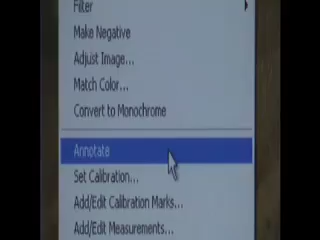 Filter
Make Negative
Adjust Image...
Match Color...
Convert to Monochrome
Annotate
Set Calibration...
Add/Edit Calibration Marks...
Add/Edit Measurements...